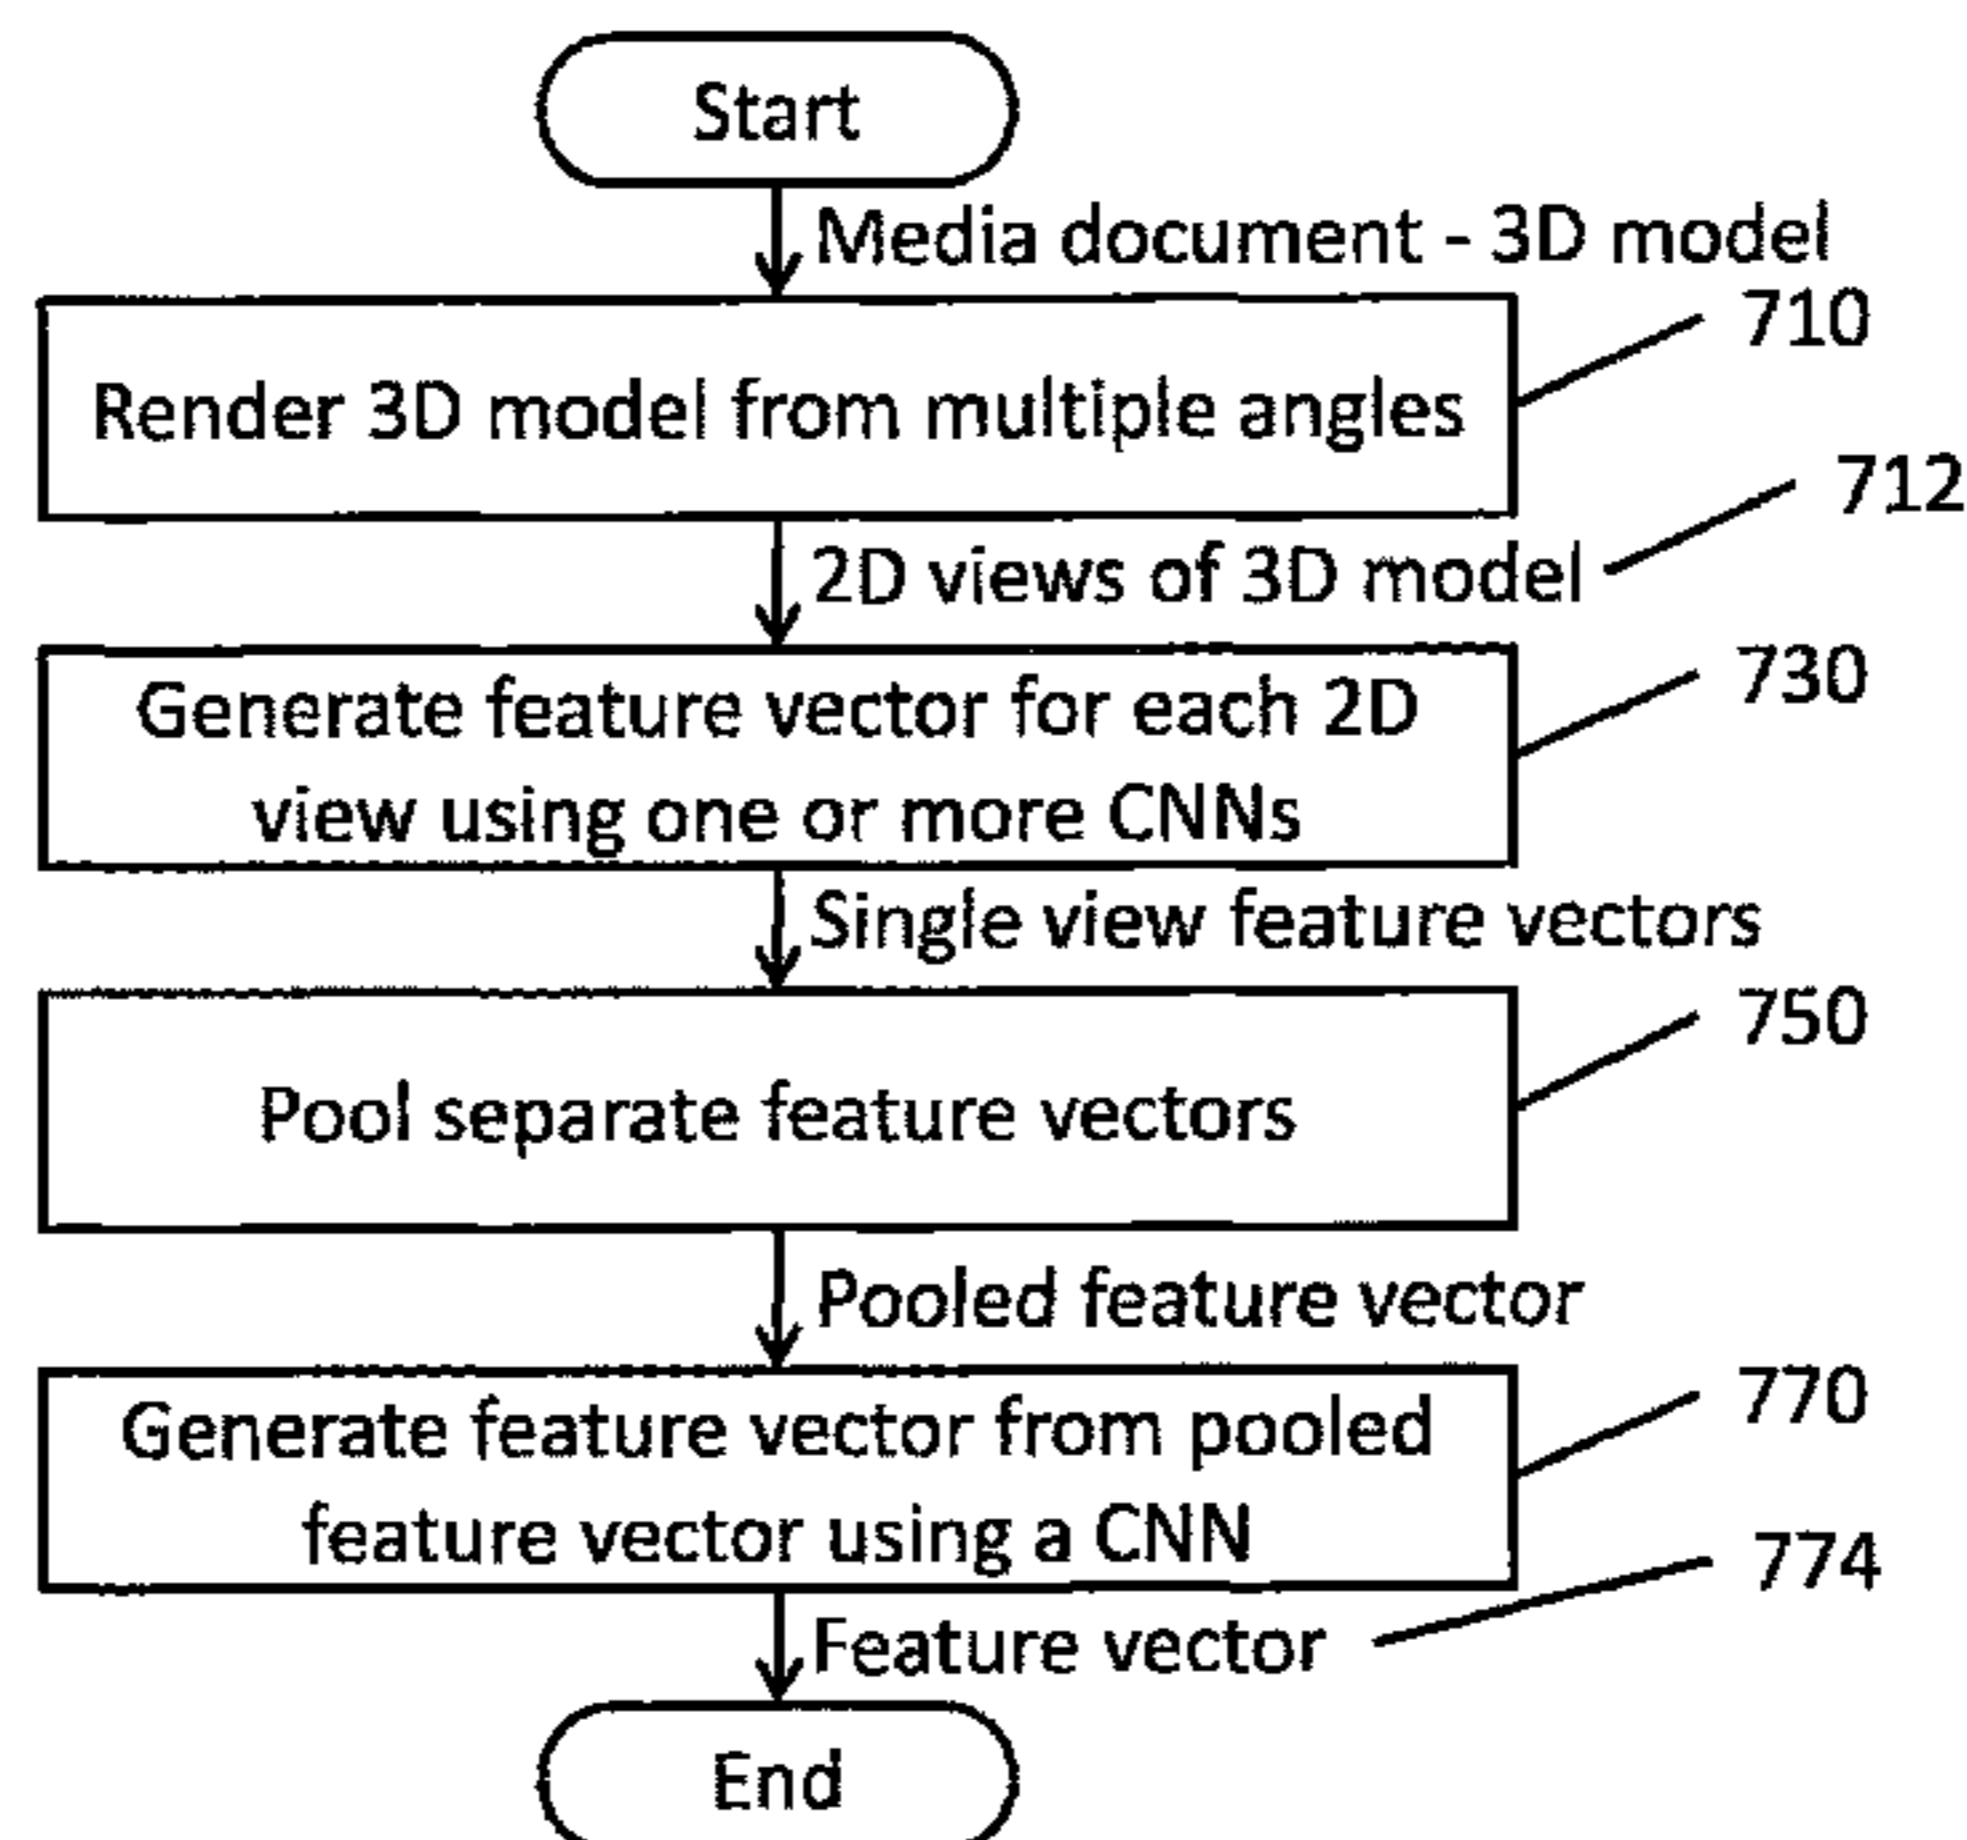 Start
Media document - 3D model
710
Render 3D model from multiple angles
712
2D views of 3D model
730
Generate feature vector for each 2D
view using one or more CNNs
Single view feature vectors
750
Pool separate feature vectors
Pooled feature vector
770
Generate feature vector from pooled
feature vector using a CNN
774
Feature vector
End